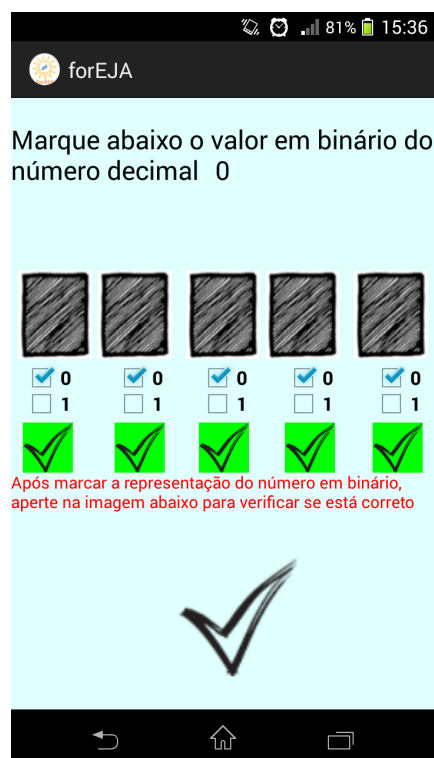 81% 15:36
forEJA
Marque abaixo o valor em binário do
número decimal 0
0 0 0 0 0
1 1 1 1 1
Após marcar a representação do número em binário,
aperte na imagem abaixo para verificar se está correto